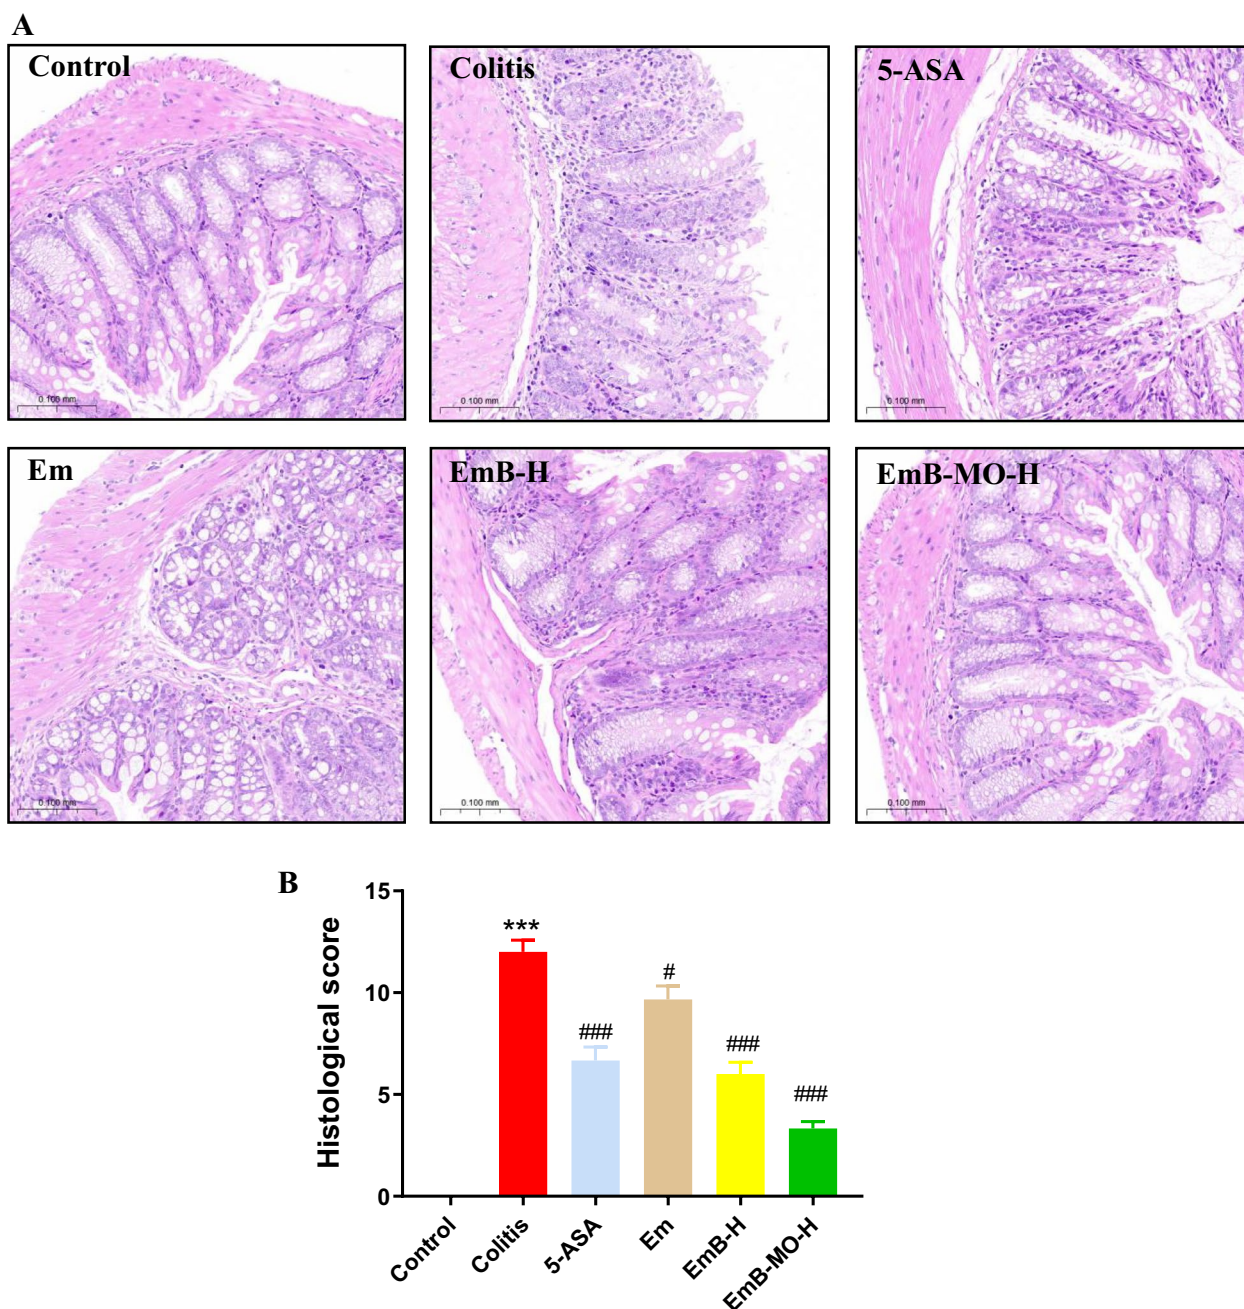 A
Control
Colitis
5-ASA
0.100 mm
0.100 mm
0.100 mm
Em
EmB-H
EmB-MO-H
0.100 mm
0.100 mm
0.100 mm
B
Histological score
15
10
5
0
***
###
#
###
###
Control
Colitis
5-ASA
Em
EmB-H
EmB-MO-H